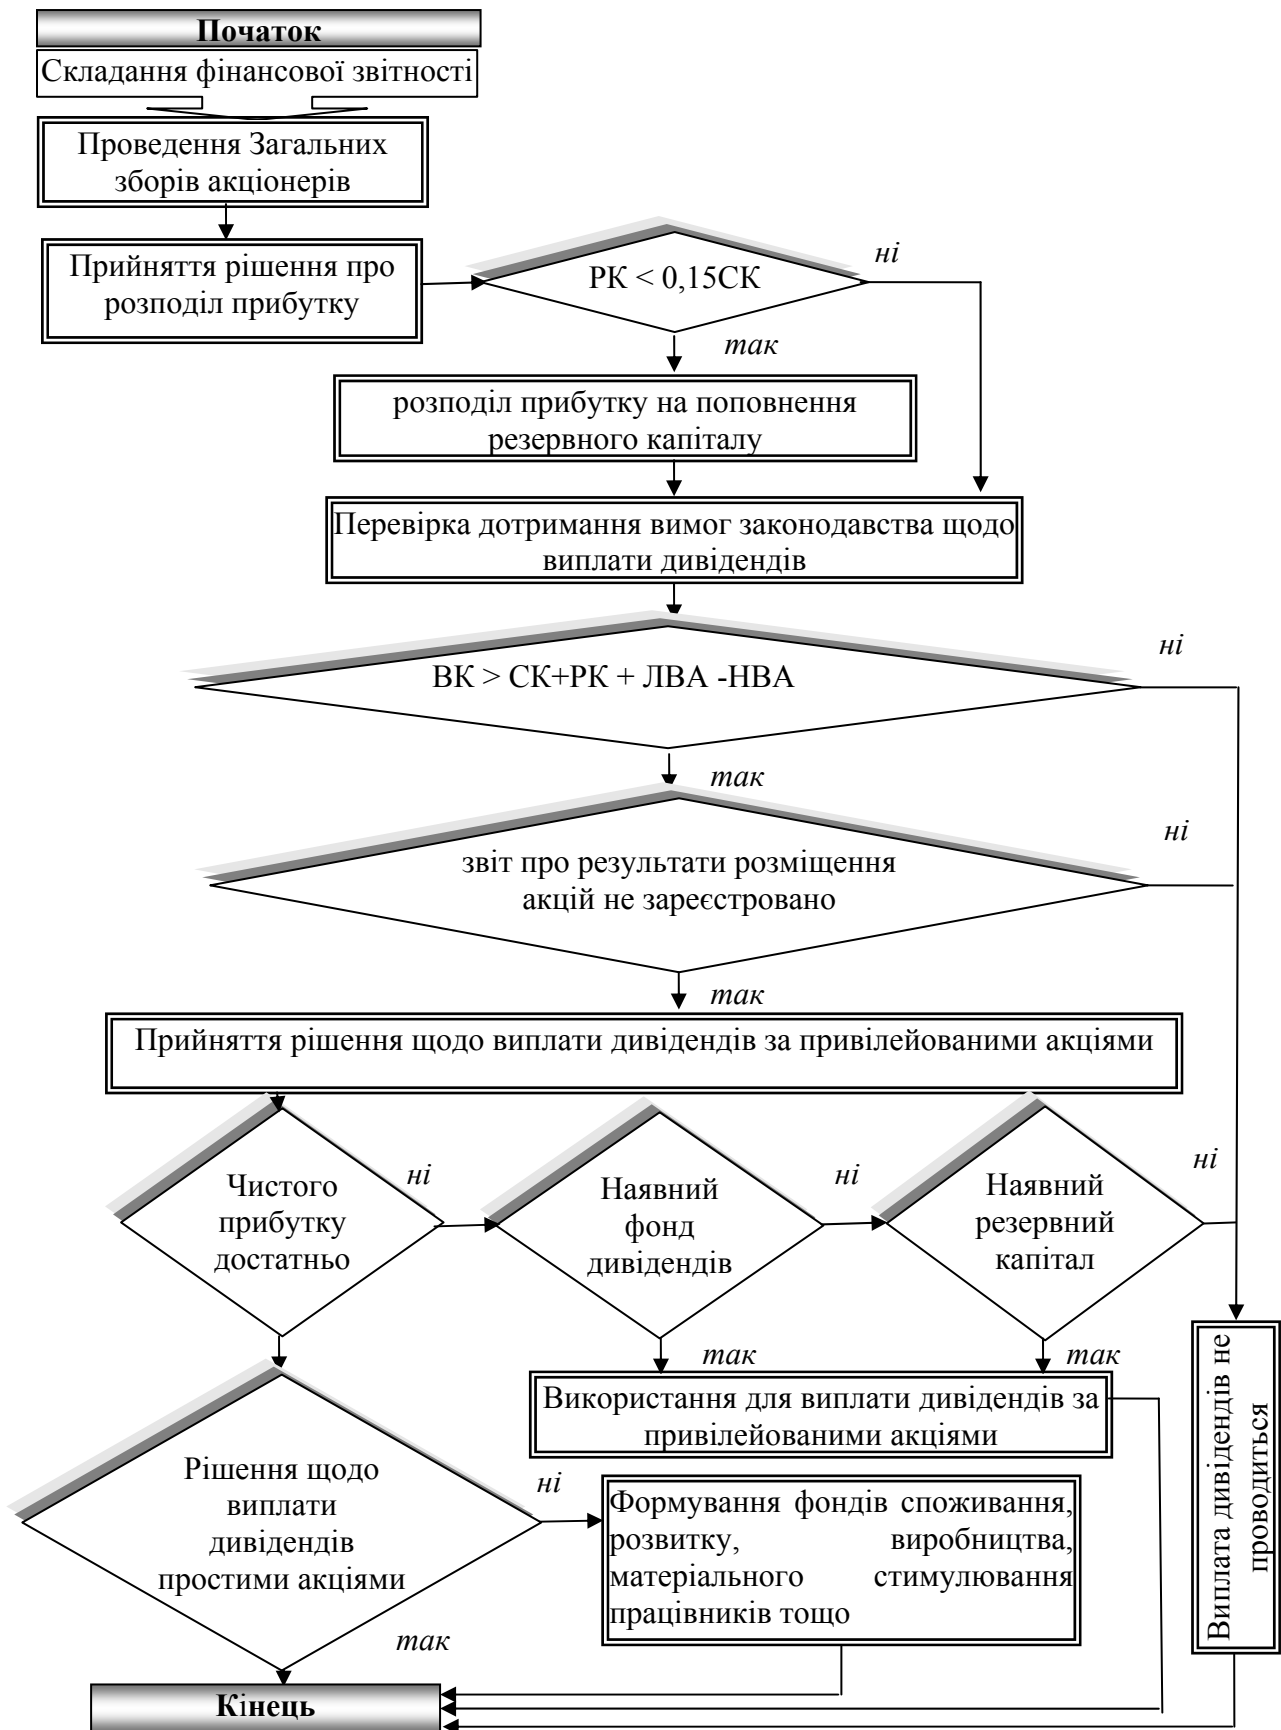 Початок
Складання фінансової звітності
Проведення Загальних
зборів акціонерів
Прийняття рішення про
розподіл прибутку
РК < 0,15СК
ні
так
розподіл прибутку на поповнення
резервного капіталу
Перевірка дотримання вимог законодавства щодо
виплати дивідендів
ВК > СК+РК + ЛВА -НВА
ні
так
звіт про результати розміщення
акцій не зареєстровано
ні
так
Прийняття рішення щодо виплати дивідендів за привілейованими акціями
Чистого
прибутку
достатньо
ні
Наявний
фонд
дивідендів
ні
Наявний
резервний
капітал
ні
так
так
Використання для виплати дивідендів за
привілейованими акціями
Виплата дивідендів не
проводиться
Рішення щодо
виплати
дивідендів
простими акціями
ні
Формування фондів споживання,
розвитку, виробництва,
матеріального стимулювання
працівників тощо
так
Кінець